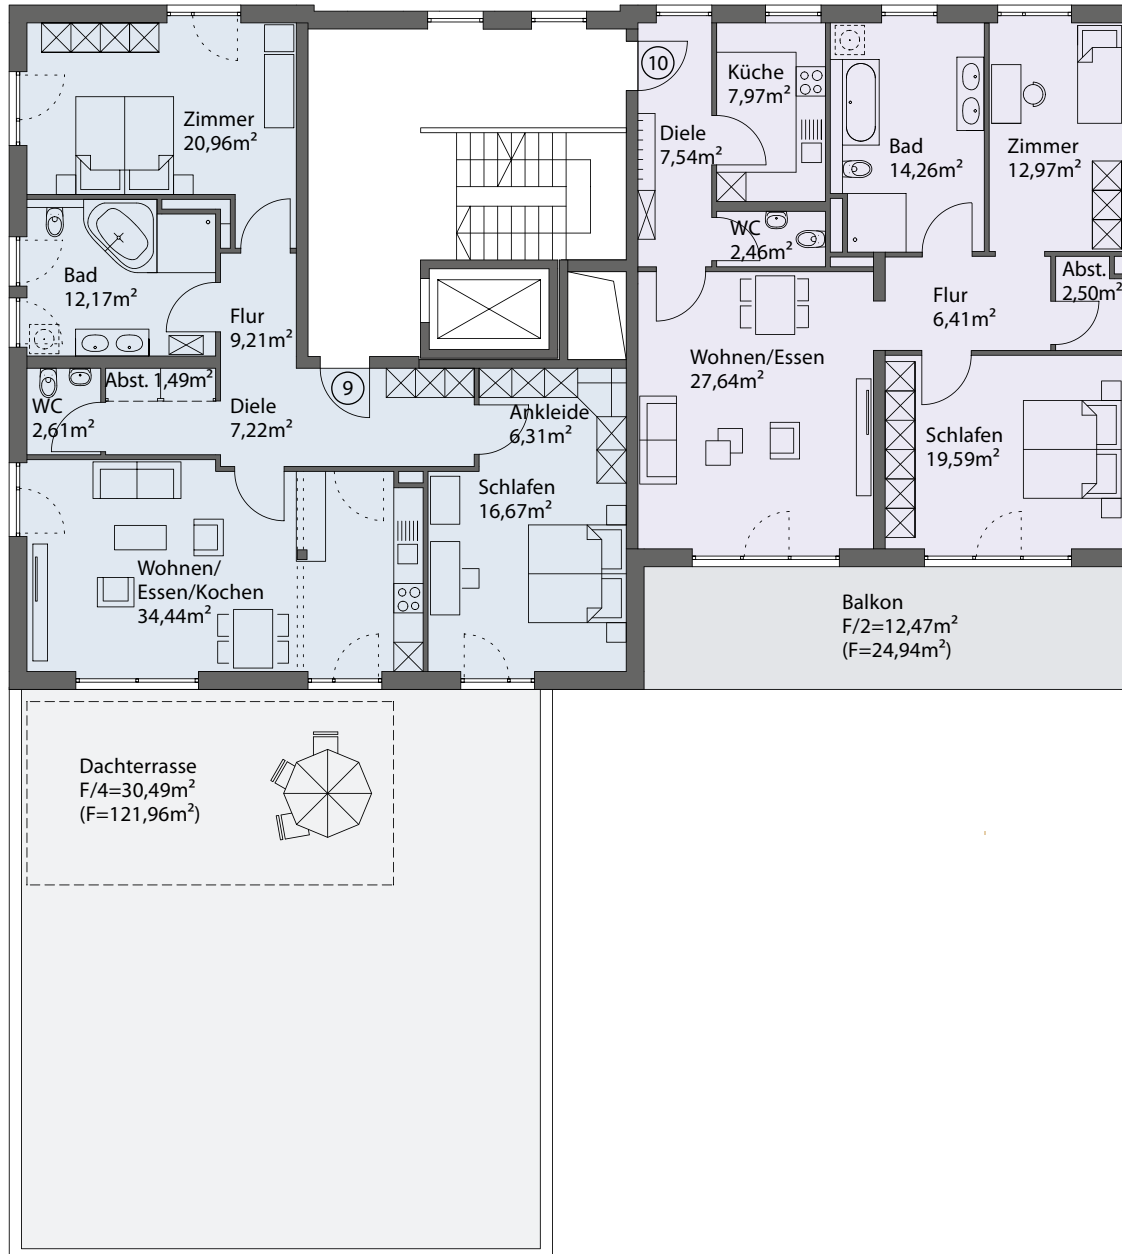 Zimmer
20,96m²
Bad
12,17m²
Flur
9,21m²
WC
2,61m²
Abst. 1,49m²
Diele
7,22m²
9
Ankleide
6,31m²
Schlafen
16,67m²
Wohnen/
Essen/Kochen
34,44m²
Dachterrasse
F/4=30,49m²
(F=121,96m²)
10
Diele
7,54m²
Küche
7,97m²
WC
2,46m²
Bad
14,26m²
Zimmer
12,97m²
Abst.
2,50m²
Flur
6,41m²
Wohnen/Essen
27,64m²
Schlafen
19,59m²
Balkon
F/2=12,47m²
(F=24,94m²)